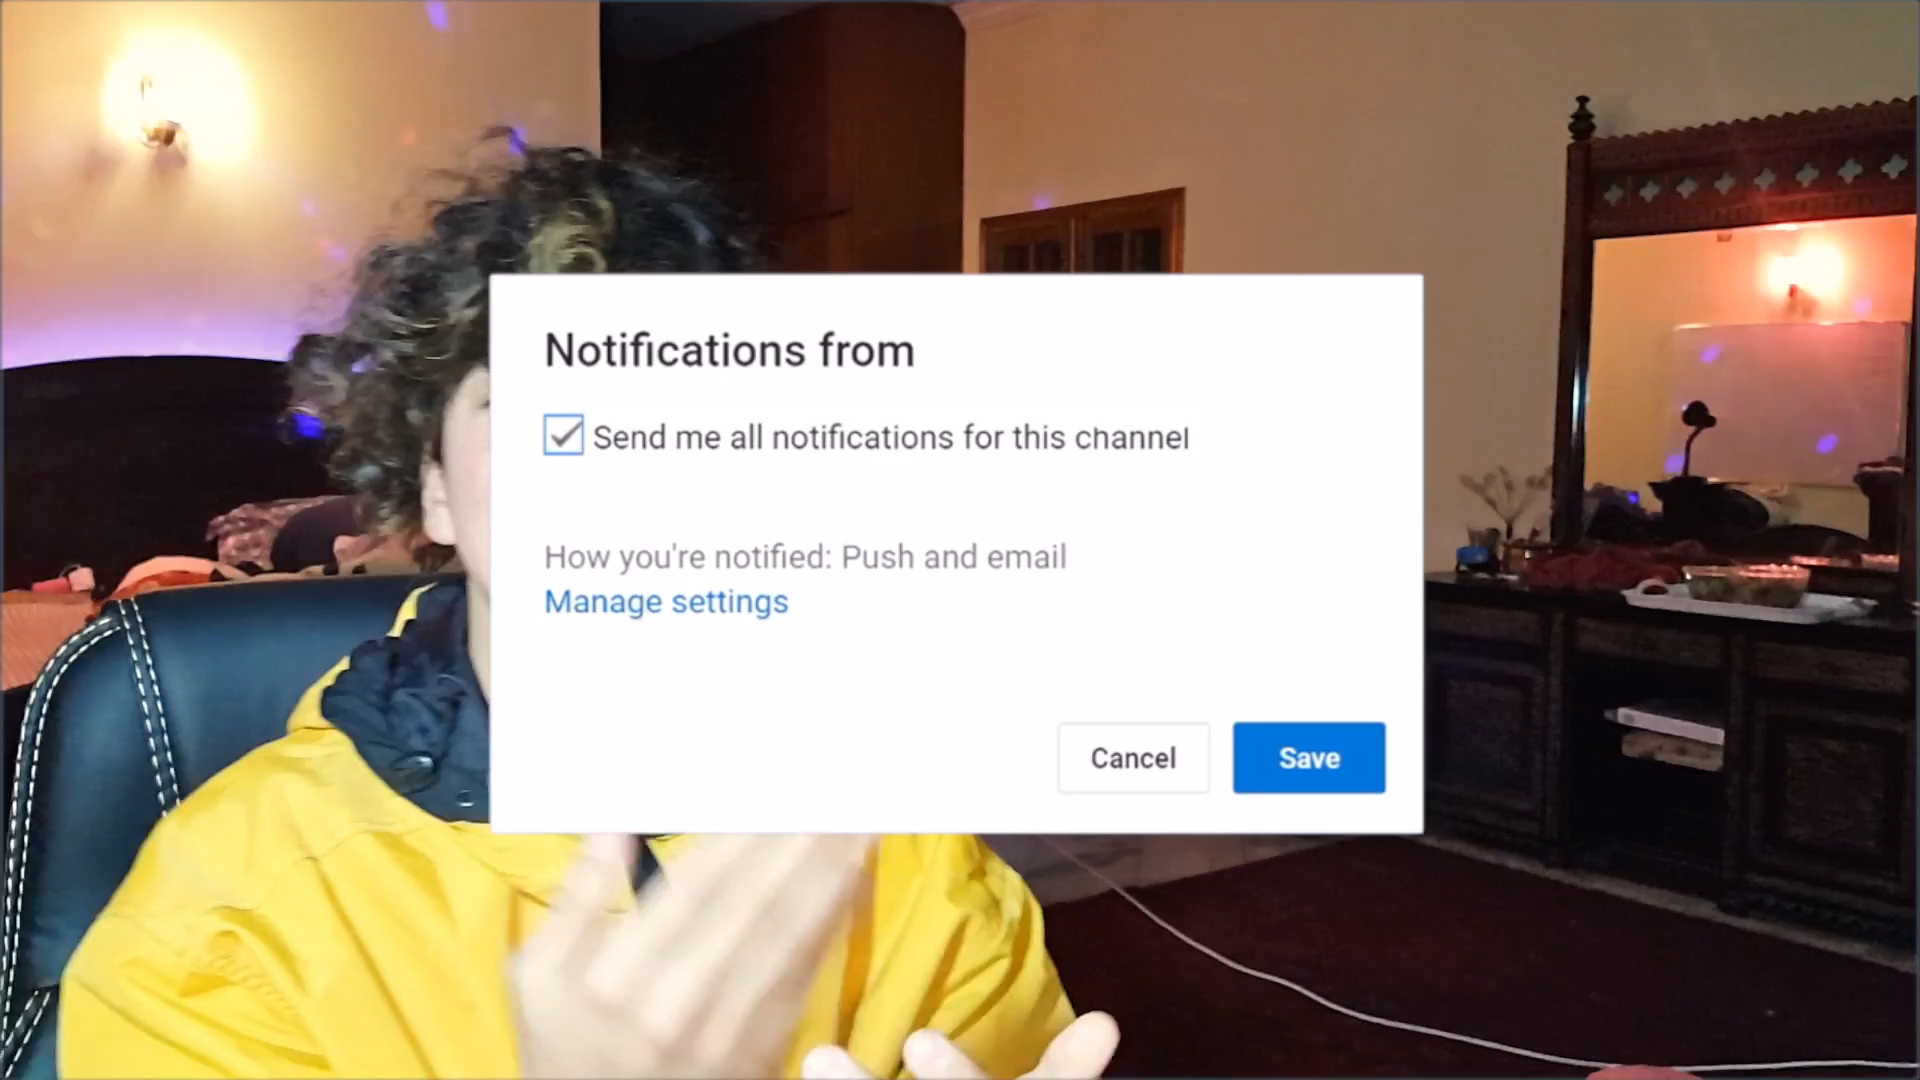 Notifications from
Send me all notifications for this channel
How you're notified: Push and email
Manage settings
Cancel
Save